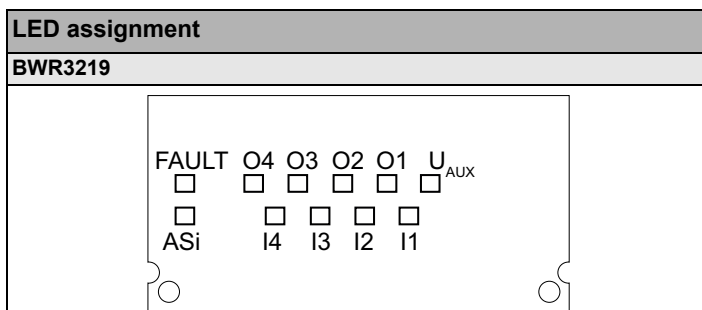 LED assignment
BWR3219
FAULT O4 O3 O2 O1 UAUX
ASi I4 I3 I2 I1